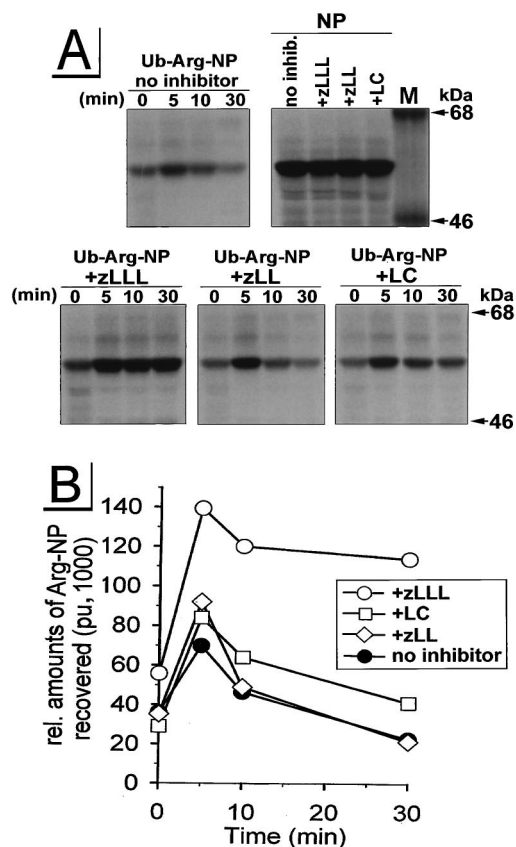 A
Ub-Arg-NP
no inhibitor
(min) 0 5 10 30
NP
no inhib.
+zLLL
+zLL
+LC
M
kDa
68
46
Ub-Arg-NP
+zLLL
(min) 0 5 10 30
Ub-Arg-NP
+zLL
0 5 10 30
Ub-Arg-NP
+LC
0 5 10 30
kDa
68
46
B
rel. amounts of Arg-NP
recovered (pu, 1000)
140
120
100
80
60
40
20
0
+zLLL
+LC
+zLL
no inhibitor
0 10 20 30
Time (min)